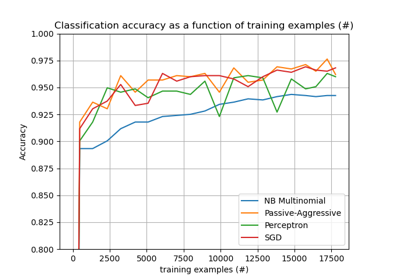 Classification accuracy as a function of training examples (#)
1.000
0.975
0.950
0.925
0.900
0.875
0.850
0.825
0.800
Accuracy
NB Multinomial
Passive-Aggressive
Perceptron
SGD
0 2500 5000 7500 10000 12500 15000 17500
training examples (#)